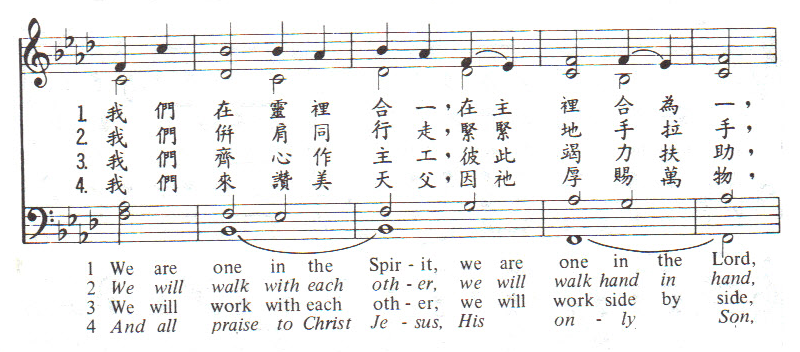 1. 我們在靈裡合一，在主裡合為一，
2. 我們併肩同行走，緊緊地手拉手，
3. 我們齊心作主工，彼此竭力扶助，
4. 我們來讚美天父，因祂厚賜萬物，
1 We are one in the Spir - it, we are one in the Lord,
2 We will walk with each oth - er, we will walk hand in hand,
3 We will work with each oth - er, we will work side by side,
4 And all praise to Christ Je - sus, His on - ly Son,